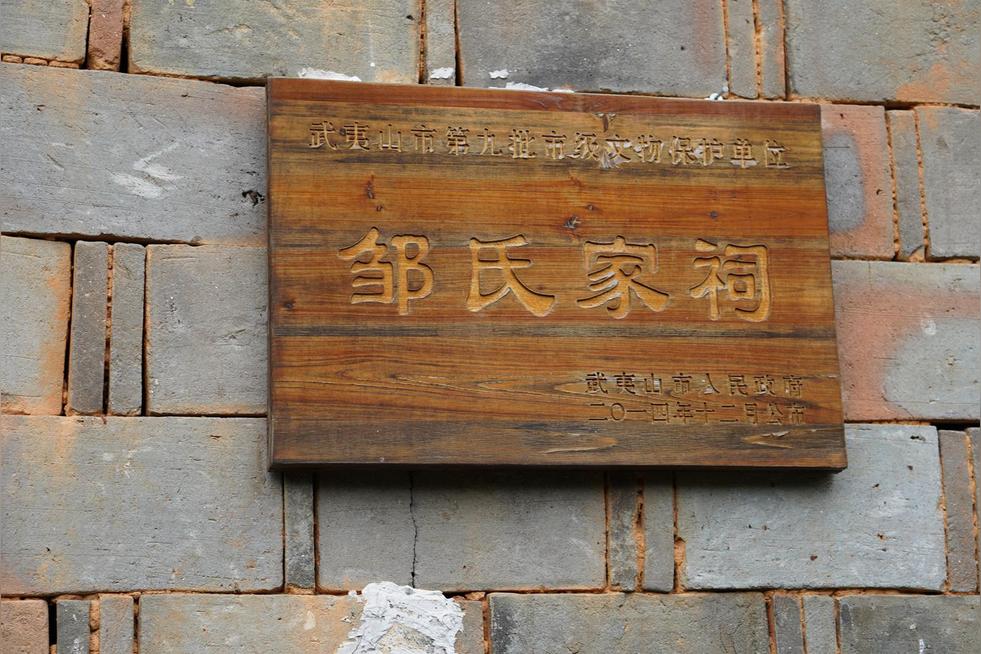 武夷山市第九批市级文物保护单位
邹氏家祠
武夷山市人民政府
二〇一四年十二月公布